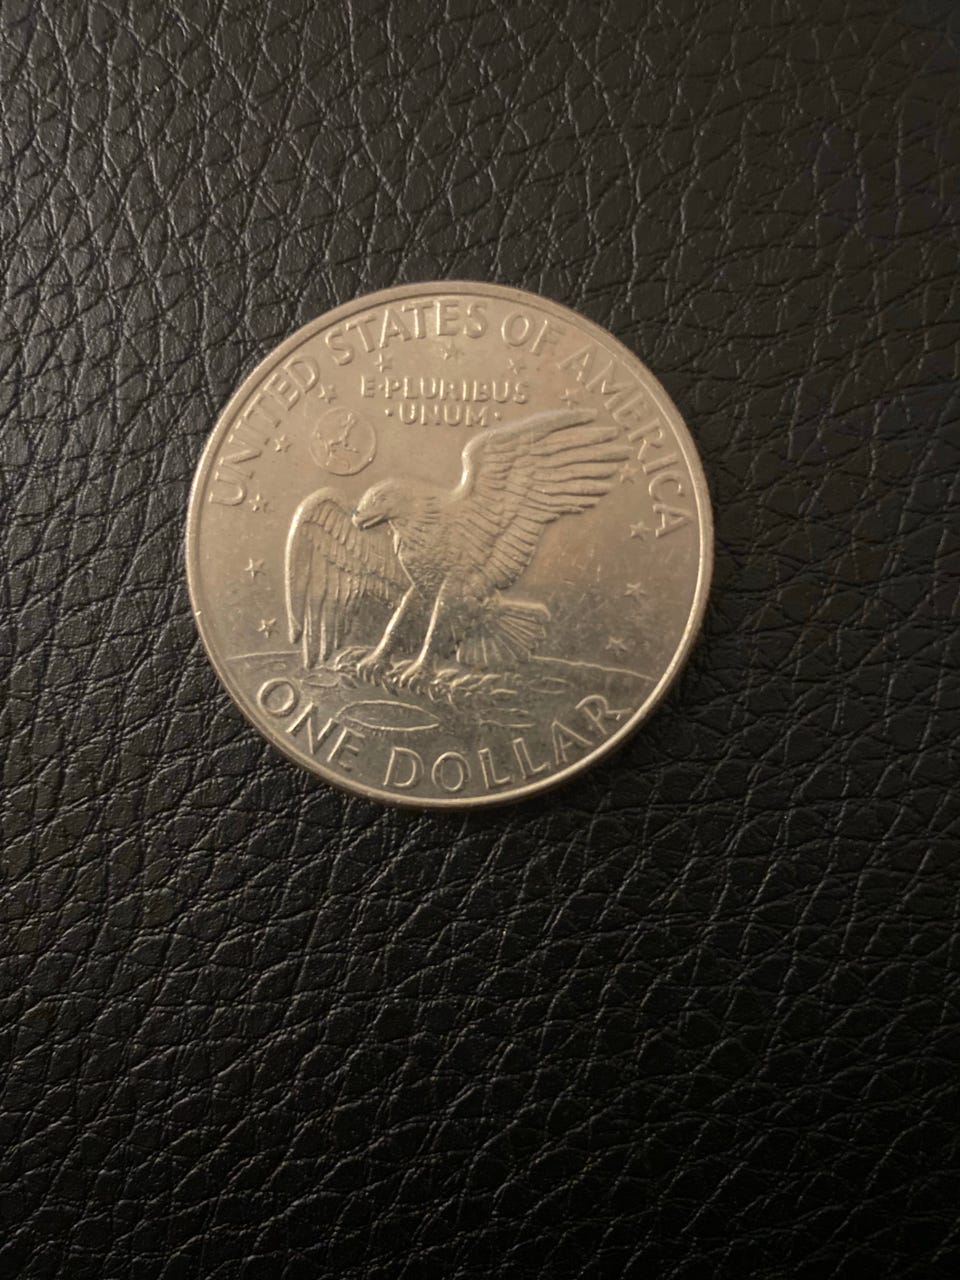 UNITED STATES OF AMERICA
E·PLURIBUS
·UNUM·
ONE DOLLAR